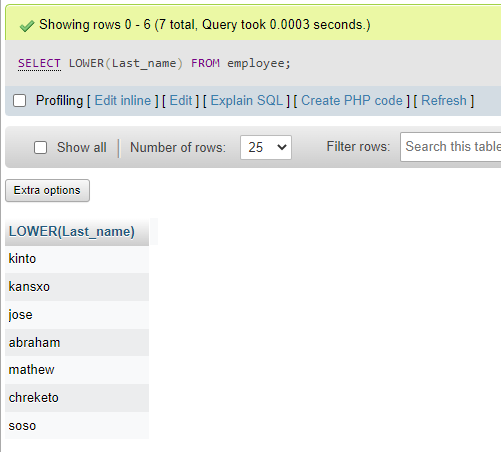 Showing rows 0 - 6 (7 total, Query took 0.0003 seconds.)
SELECT LOWER(Last_name) FROM employee;
Profiling [ Edit inline ] [ Edit ] [ Explain SQL ] [ Create PHP code ] [ Refresh ]
Show all Number of rows: 25 Filter rows: Search this table
Extra options
LOWER(Last_name)
kinto
kansxo
jose
abraham
mathew
chreketo
soso